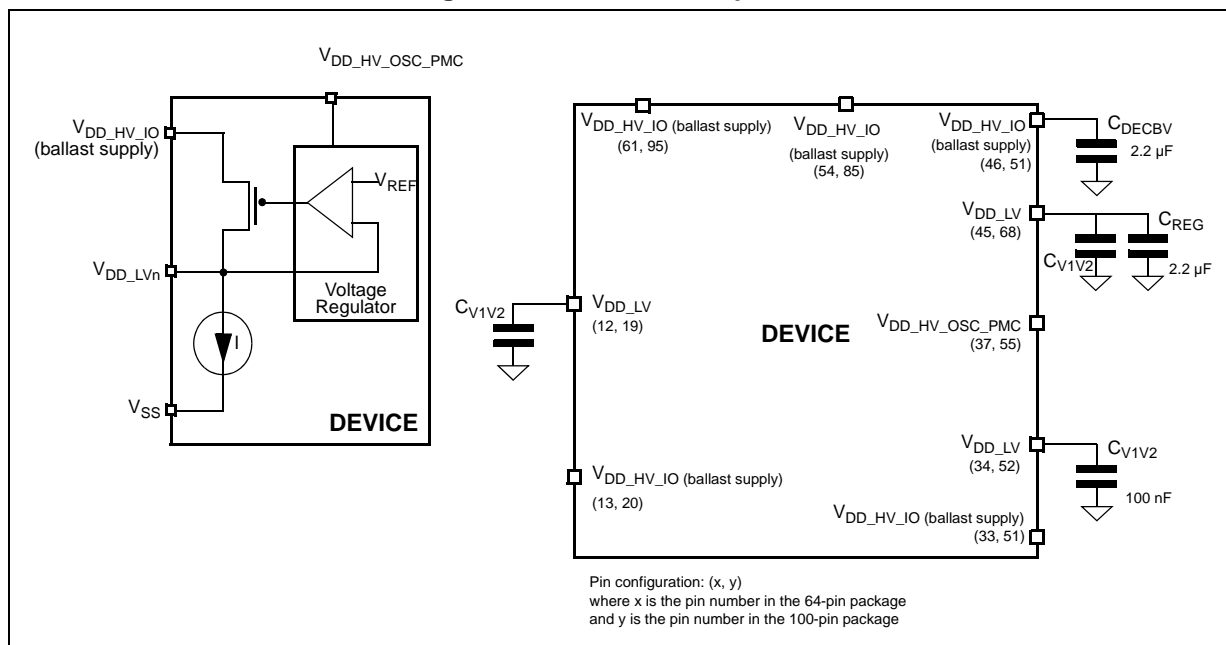 VDD_HV_OSC_PMC
VDD_HV_IO
(ballast supply)
VREF
VDD_LVn
Voltage
Regulator
I
VSS
DEVICE
VDD_HV_IO (ballast supply)
(61, 95)
VDD_HV_IO
(ballast supply)
(54, 85)
VDD_HV_IO
(ballast supply)
(46, 51)
CDECBV
2.2 µF
VDD_LV
(45, 68)
CREG
CV1V2
2.2 µF
CV1V2
VDD_LV
(12, 19)
DEVICE
VDD_HV_OSC_PMC
(37, 55)
VDD_LV
(34, 52)
CV1V2
100 nF
VDD_HV_IO (ballast supply)
(13, 20)
VDD_HV_IO (ballast supply)
(33, 51)
Pin configuration: (x, y)
where x is the pin number in the 64-pin package
and y is the pin number in the 100-pin package